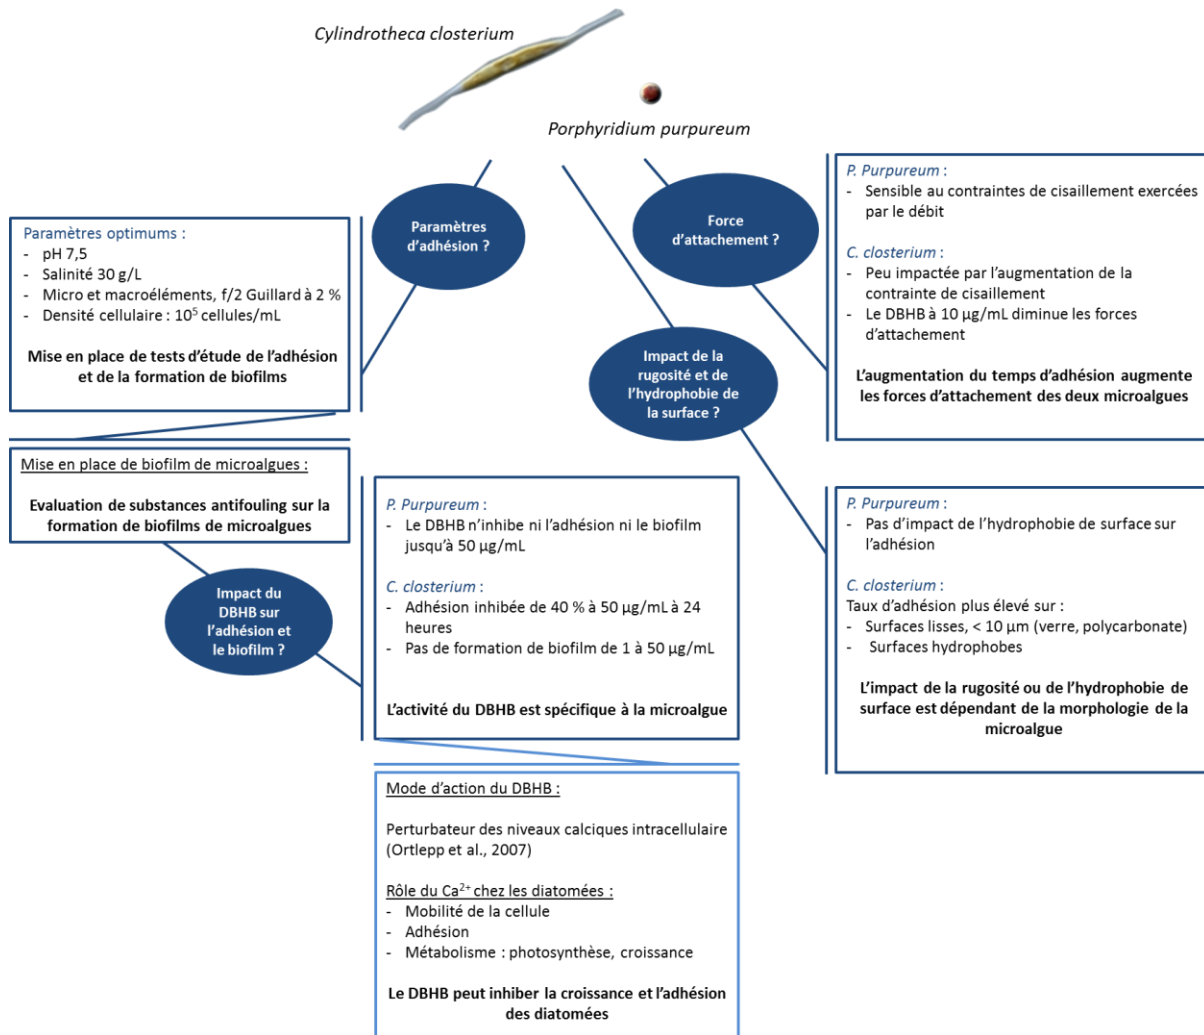 Cylindrotheca closterium
Porphyridium purpureum
Paramètres
d'adhésion ?
Paramètres optimums :
- pH 7,5
- Salinité 30 g/L
- Micro et macroéléments, f/2 Guillard à 2 %
- Densité cellulaire : 10⁵ cellules/mL
Mise en place de tests d'étude de l'adhésion
et de la formation de biofilms
Mise en place de biofilm de microalgues :
Evaluation de substances antifouling sur la
formation de biofilms de microalgues
Impact du
DBHB sur
l'adhésion et
le biofilm ?
P. Purpureum :
- Le DBHB n'inhibe ni l'adhésion ni le biofilm
jusqu'à 50 µg/mL
C. closterium :
- Adhésion inhibée de 40 % à 50 µg/mL à 24
heures
- Pas de formation de biofilm de 1 à 50 µg/mL
L'activité du DBHB est spécifique à la microalgue
Mode d'action du DBHB :
Perturbateur des niveaux calciques intracellulaire
(Ortlepp et al., 2007)
Rôle du Ca²⁺ chez les diatomées :
- Mobilité de la cellule
- Adhésion
- Métabolisme : photosynthèse, croissance
Le DBHB peut inhiber la croissance et l'adhésion
des diatomées
Force
d'attachement ?
P. Purpureum :
- Sensible au contraintes de cisaillement exercées
par le débit
C. closterium :
- Peu impactée par l'augmentation de la
contrainte de cisaillement
- Le DBHB à 10 µg/mL diminue les forces
d'attachement
L'augmentation du temps d'adhésion augmente
les forces d'attachement des deux microalgues
Impact de la
rugosité et de
l'hydrophobie de
la surface ?
P. Purpureum :
- Pas d'impact de l'hydrophobie de surface sur
l'adhésion
C. closterium :
Taux d'adhésion plus élevé sur :
- Surfaces lisses, < 10 µm (verre, polycarbonate)
- Surfaces hydrophobes
L'impact de la rugosité ou de l'hydrophobie de
surface est dépendant de la morphologie de la
microalgue